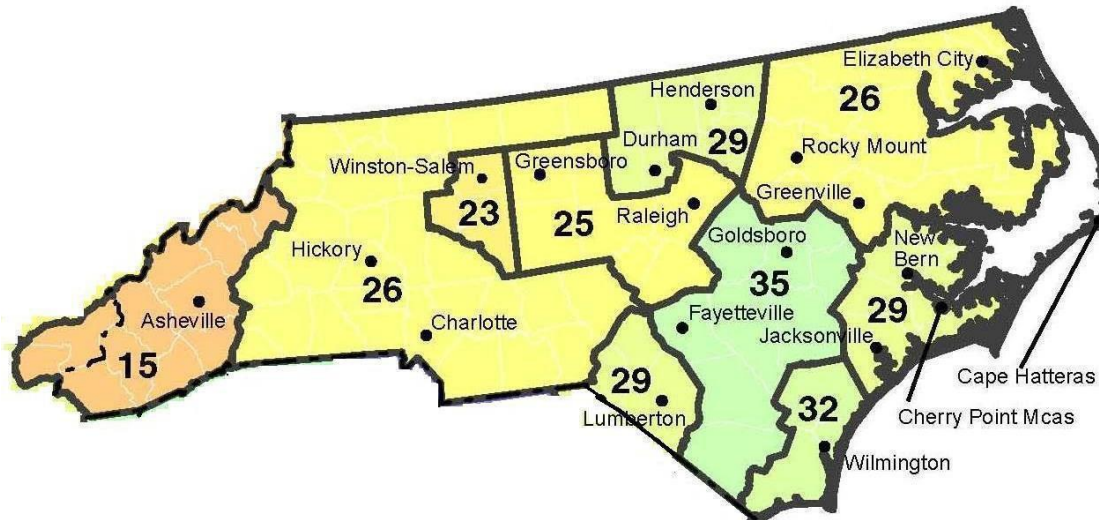 Elizabeth City
Henderson
26
Durham
29
Rocky Mount
Winston-Salem
Greensboro
Greenville
23
25
Raleigh
Goldsboro
New
Bern
Hickory
35
26
Asheville
Charlotte
Fayetteville
29
Jacksonville
15
29
Lumberton
32
Cape Hatteras
Cherry Point Mcas
Wilmington